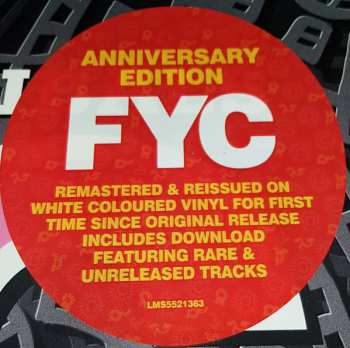 ANNIVERSARY
EDITION
FYC
REMASTERED & REISSUED ON
WHITE COLOURED VINYL FOR FIRST
TIME SINCE ORIGINAL RELEASE
INCLUDES DOWNLOAD
FEATURING RARE &
UNRELEASED TRACKS
LMS5521363